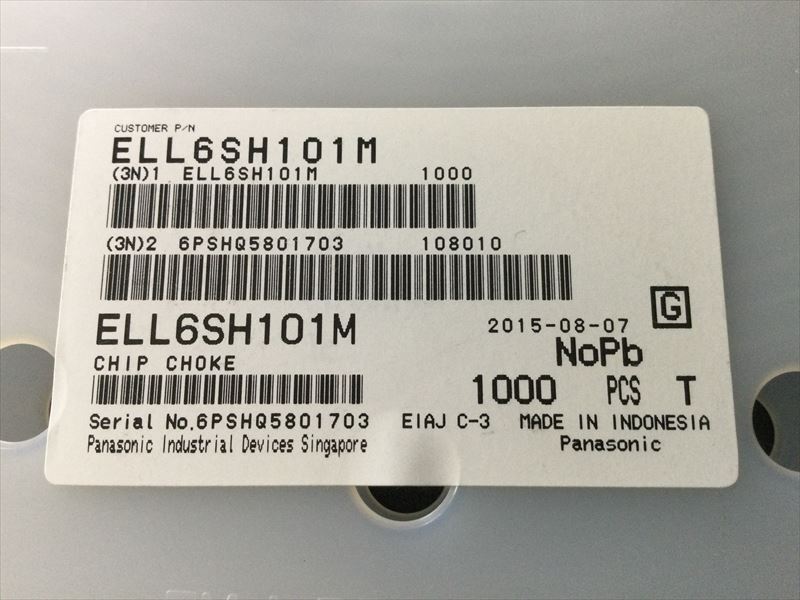 CUSTOMER P/N
ELL6SH101M
(3N)1 ELL6SH101M 1000
(3N)2 6PSHQ5801703 108010
G
ELL6SH101M 2015-08-07
NoPb
CHIP CHOKE
1000 PCS T
Serial No.6PSHQ5801703 EIAJ C-3 MADE IN INDONESIA
Panasonic Industrial Devices Singapore Panasonic